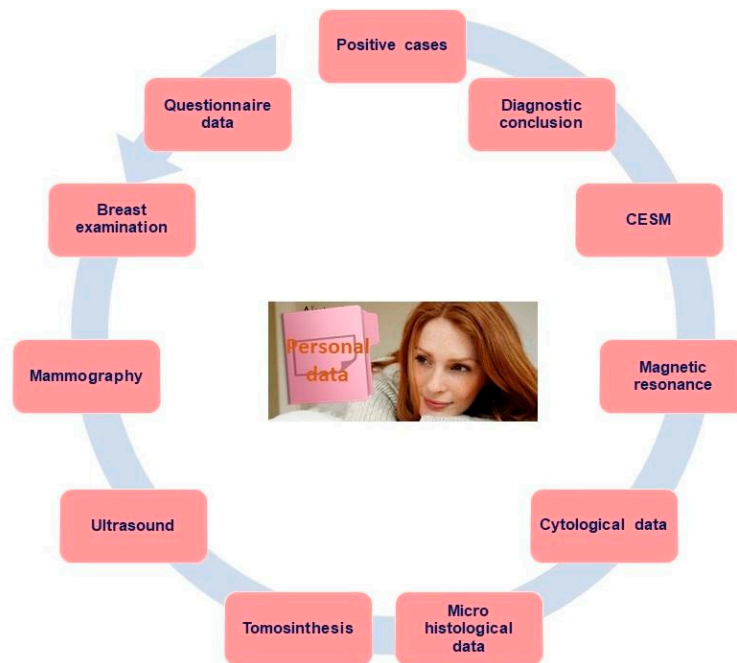 Positive cases
Diagnostic
conclusion
CESM
Magnetic
resonance
Cytological data
Micro
histological
data
Tomosinthesis
Ultrasound
Mammography
Breast
examination
Questionnaire
data
Personal
data